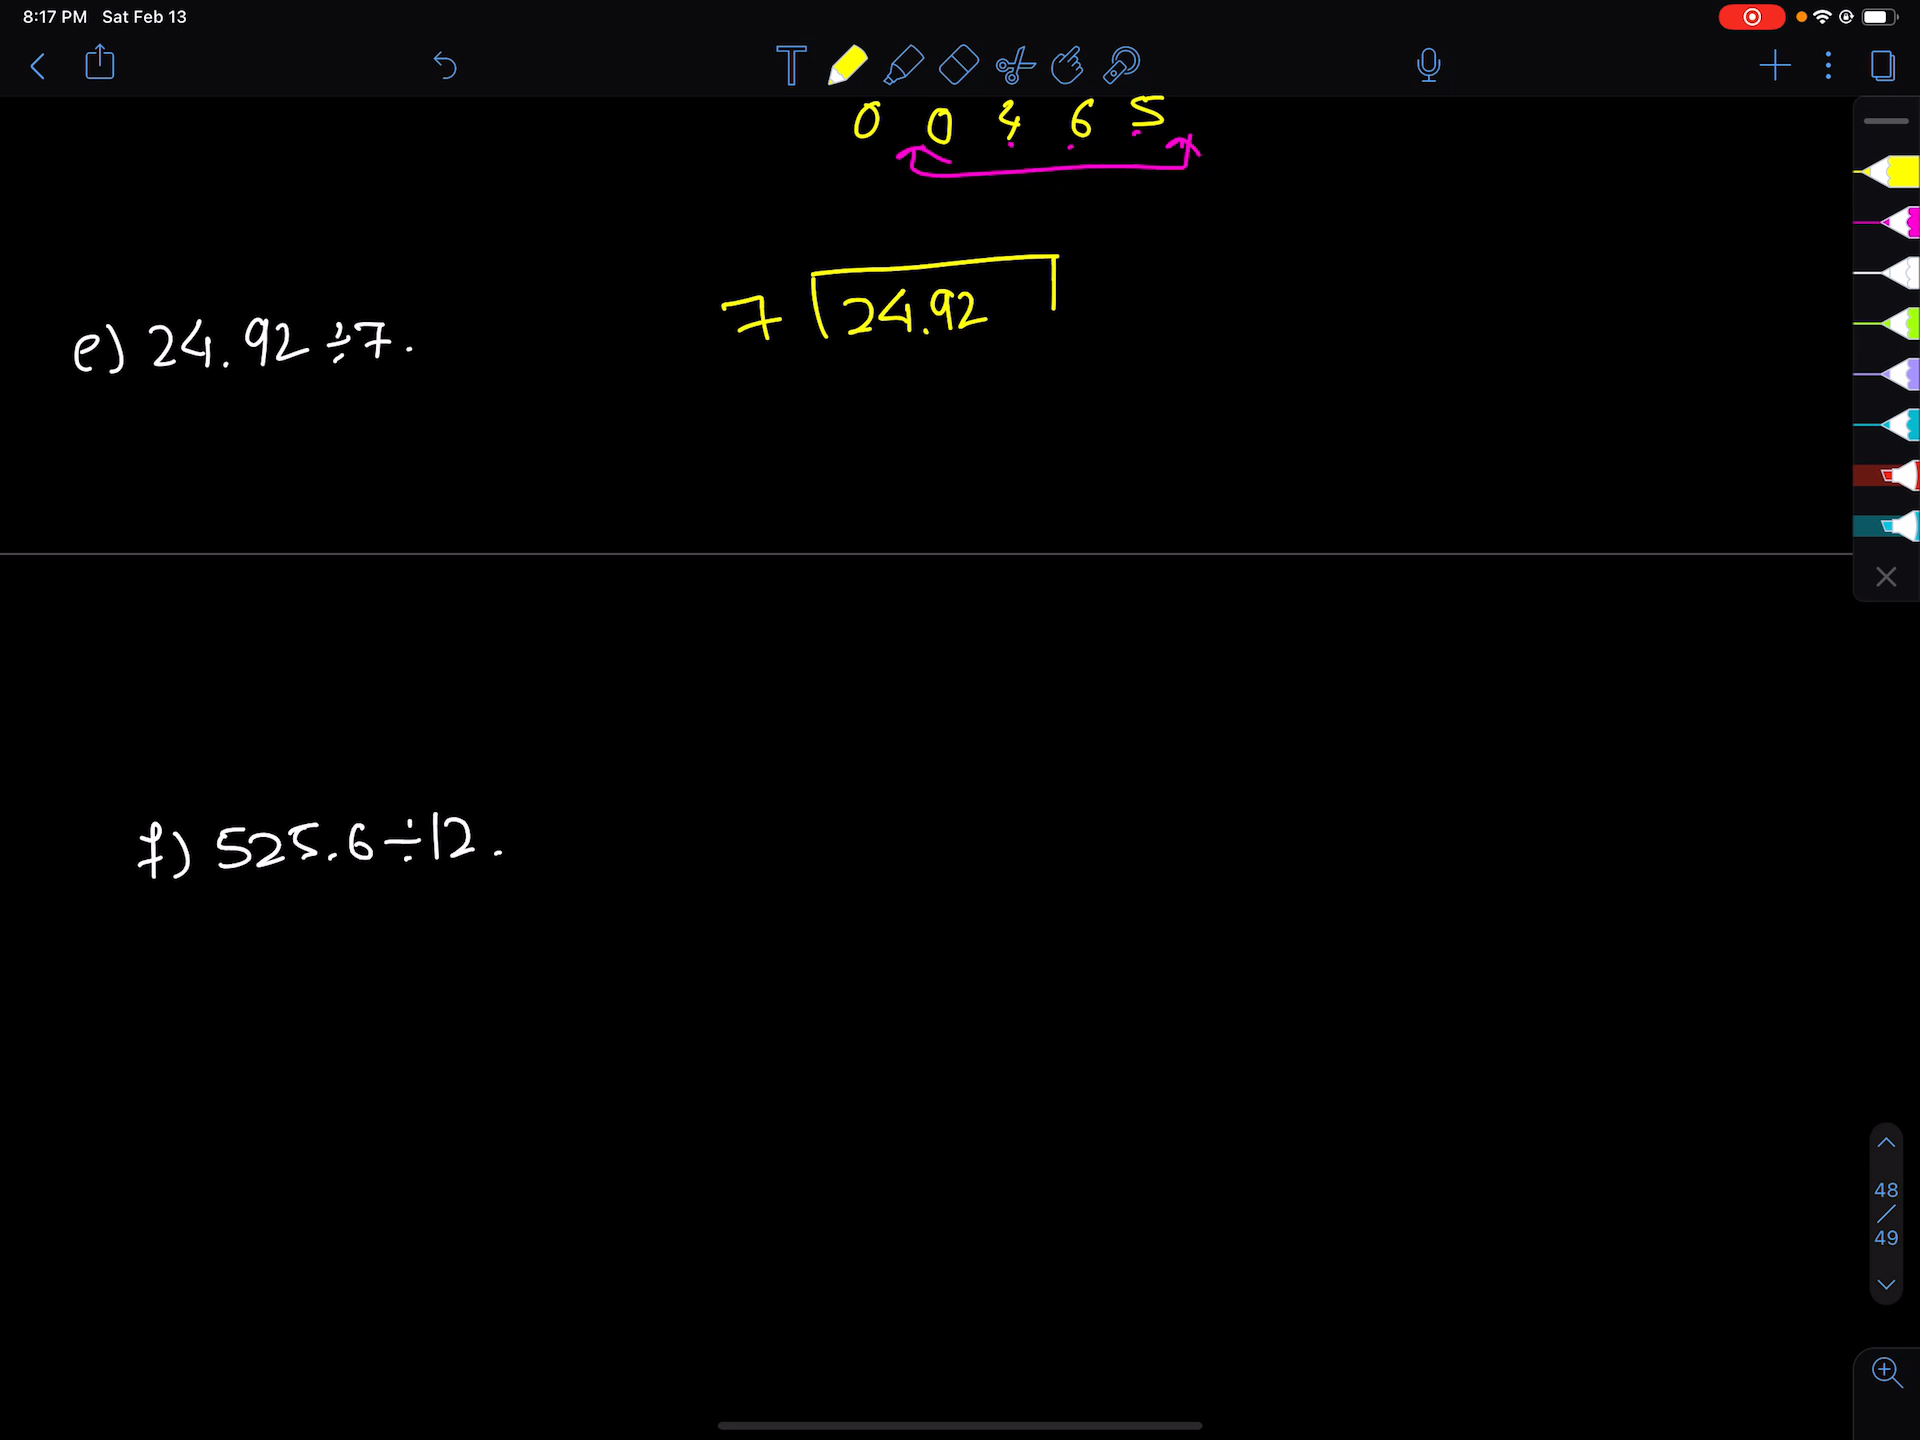 8:17 PM Sat Feb 13
0 0 4 6 5
7 24.92
e) 24.92 ÷ 7.
f) 525.6 ÷ 12.
48
/
49